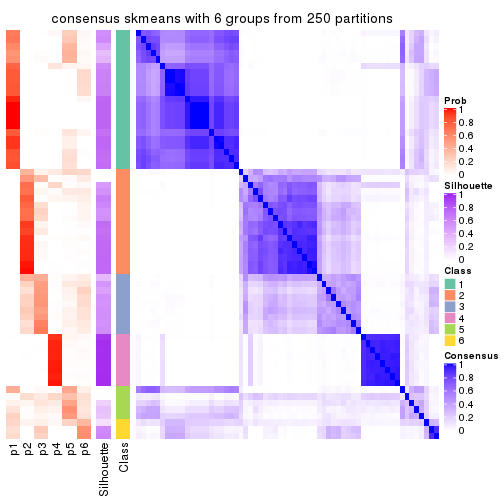 consensus skmeans with 6 groups from 250 partitions
Prob
1
0.8
0.6
0.4
0.2
0
Silhouette
1
0.8
0.6
0.4
0.2
0
Class
1
2
3
4
5
6
Consensus
1
0.8
0.6
0.4
0.2
0
p1
p2
p3
p4
p5
p6
Silhouette
Class